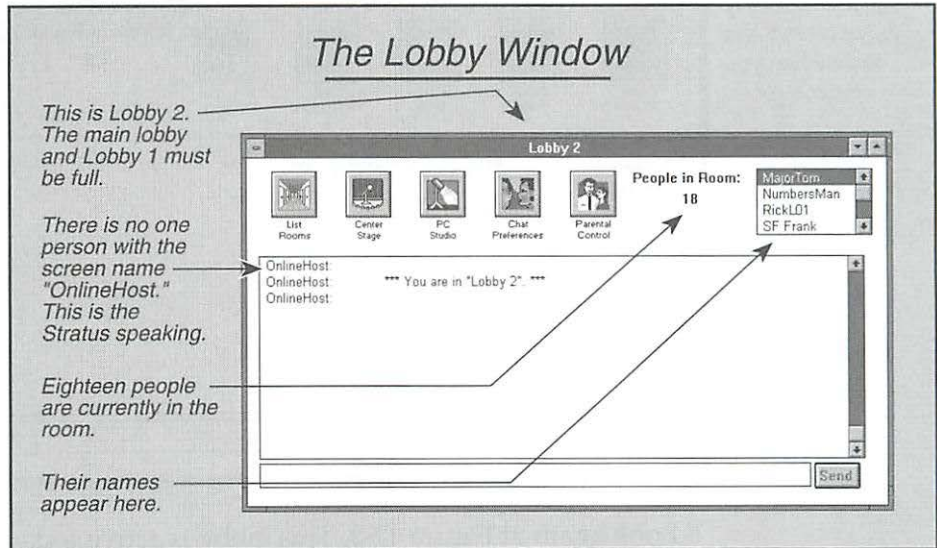 The Lobby Window
This is Lobby 2.
The main lobby
and Lobby 1 must
be full.
There is no one
person with the
screen name
"OnlineHost."
This is the
Stratus speaking.
Eighteen people
are currently in the
room.
Their names
appear here.
Lobby 2
List
Rooms
Center
Stage
PC
Studio
Chat
Preferences
Parental
Control
People in Room:
18
MajorTom
NumbersMan
RickL01
SF Frank
OnlineHost:
OnlineHost: *** You are in "Lobby 2". ***
OnlineHost:
Send